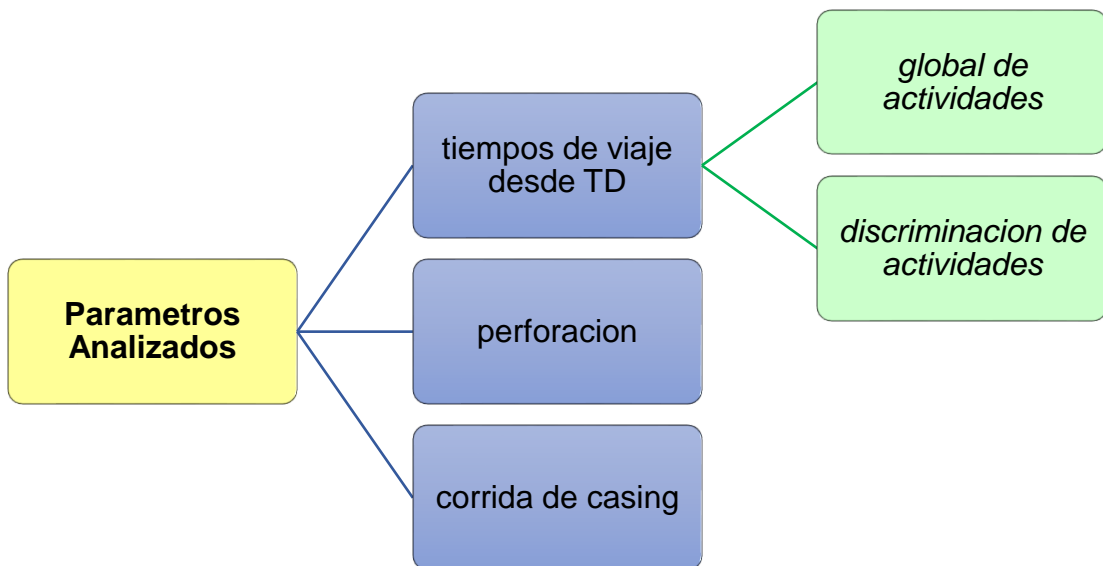 Parametros
Analizados
tiempos de viaje
desde TD
global de
actividades
discriminacion de
actividades
perforacion
corrida de casing